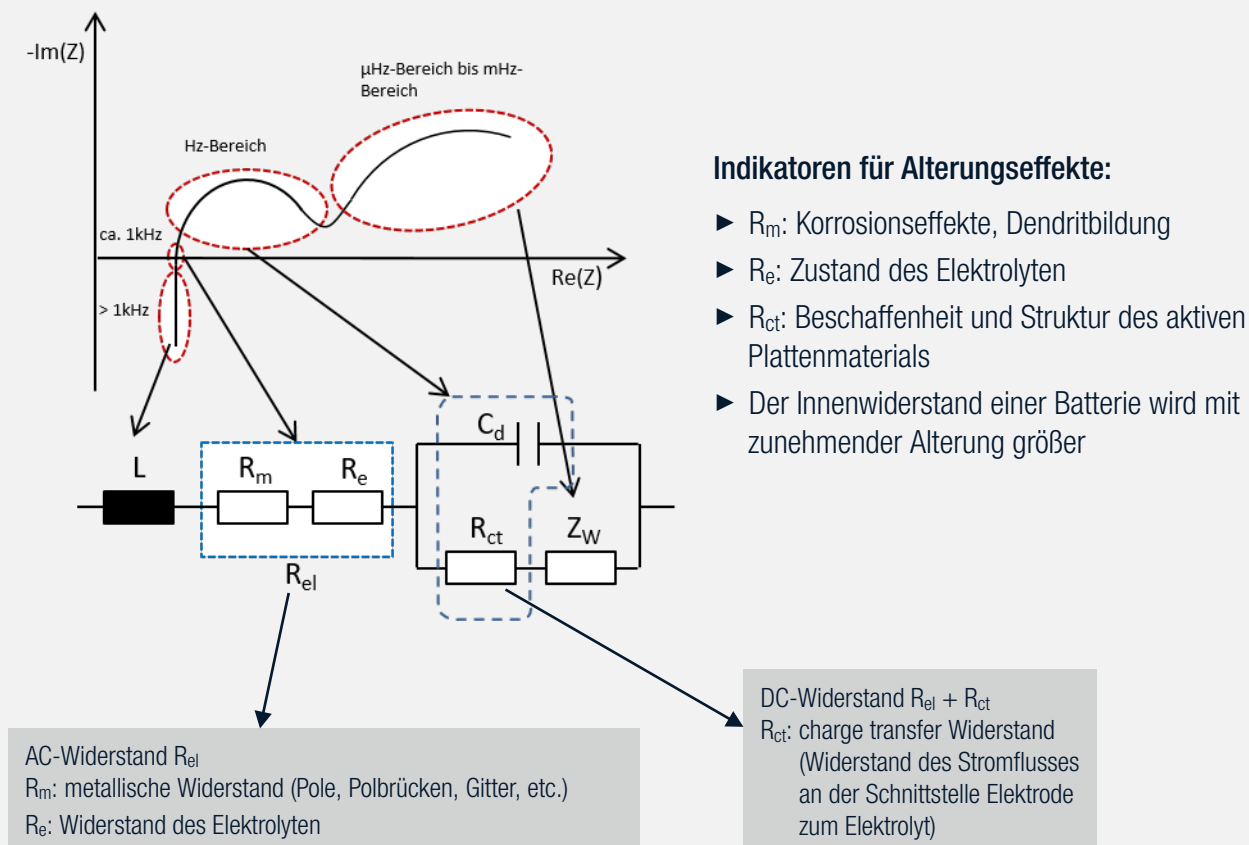 -Im(Z)
µHz-Bereich bis mHz-
Bereich
Hz-Bereich
ca. 1kHz
Re(Z)
> 1kHz
L
Rm
Re
Cd
Rct
ZW
Rel
Indikatoren für Alterungseffekte:
► Rm: Korrosionseffekte, Dendritbildung
► Re: Zustand des Elektrolyten
► Rct: Beschaffenheit und Struktur des aktiven
Plattenmaterials
► Der Innenwiderstand einer Batterie wird mit
zunehmender Alterung größer
AC-Widerstand Rel
Rm: metallische Widerstand (Pole, Polbrücken, Gitter, etc.)
Re: Widerstand des Elektrolyten
DC-Widerstand Rel + Rct
Rct: charge transfer Widerstand
(Widerstand des Stromflusses
an der Schnittstelle Elektrode
zum Elektrolyt)